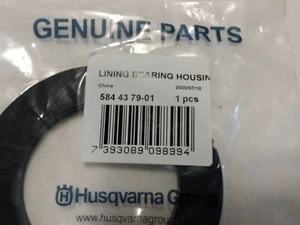 GENUINE PARTS
LINING BEARING HOUSIN
China 2020/07/10
584 43 79-01 1 pcs
7 393089 098994
Husqvarna Group
www.husqvarnagroup